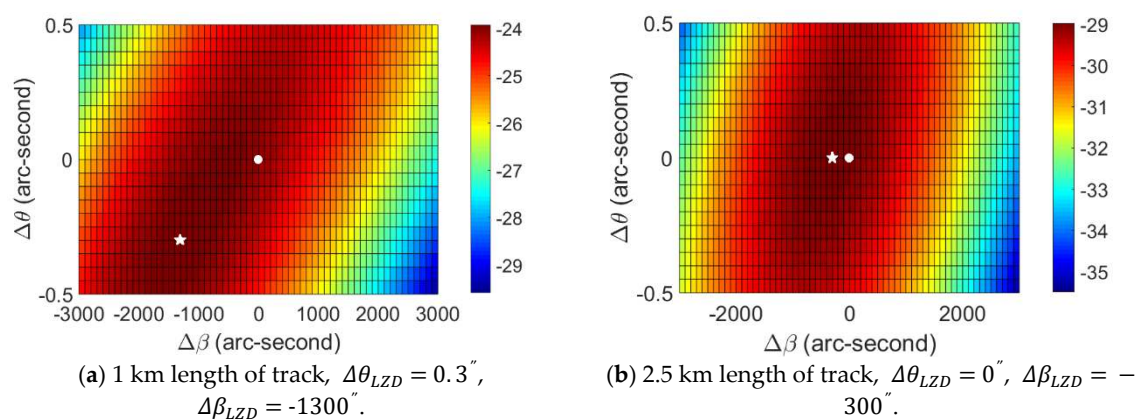 0.5
0
-0.5
Δθ (arc-second)
-3000 -2000 -1000 0 1000 2000 3000
Δβ (arc-second)
-24
-25
-26
-27
-28
-29
(a) 1 km length of track, Δθ_LZD = 0.3″,
Δβ_LZD = -1300″.
0.5
0
-0.5
Δθ (arc-second)
-2000 0 2000
Δβ (arc-second)
-29
-30
-31
-32
-33
-34
-35
(b) 2.5 km length of track, Δθ_LZD = 0″, Δβ_LZD = −
300″.